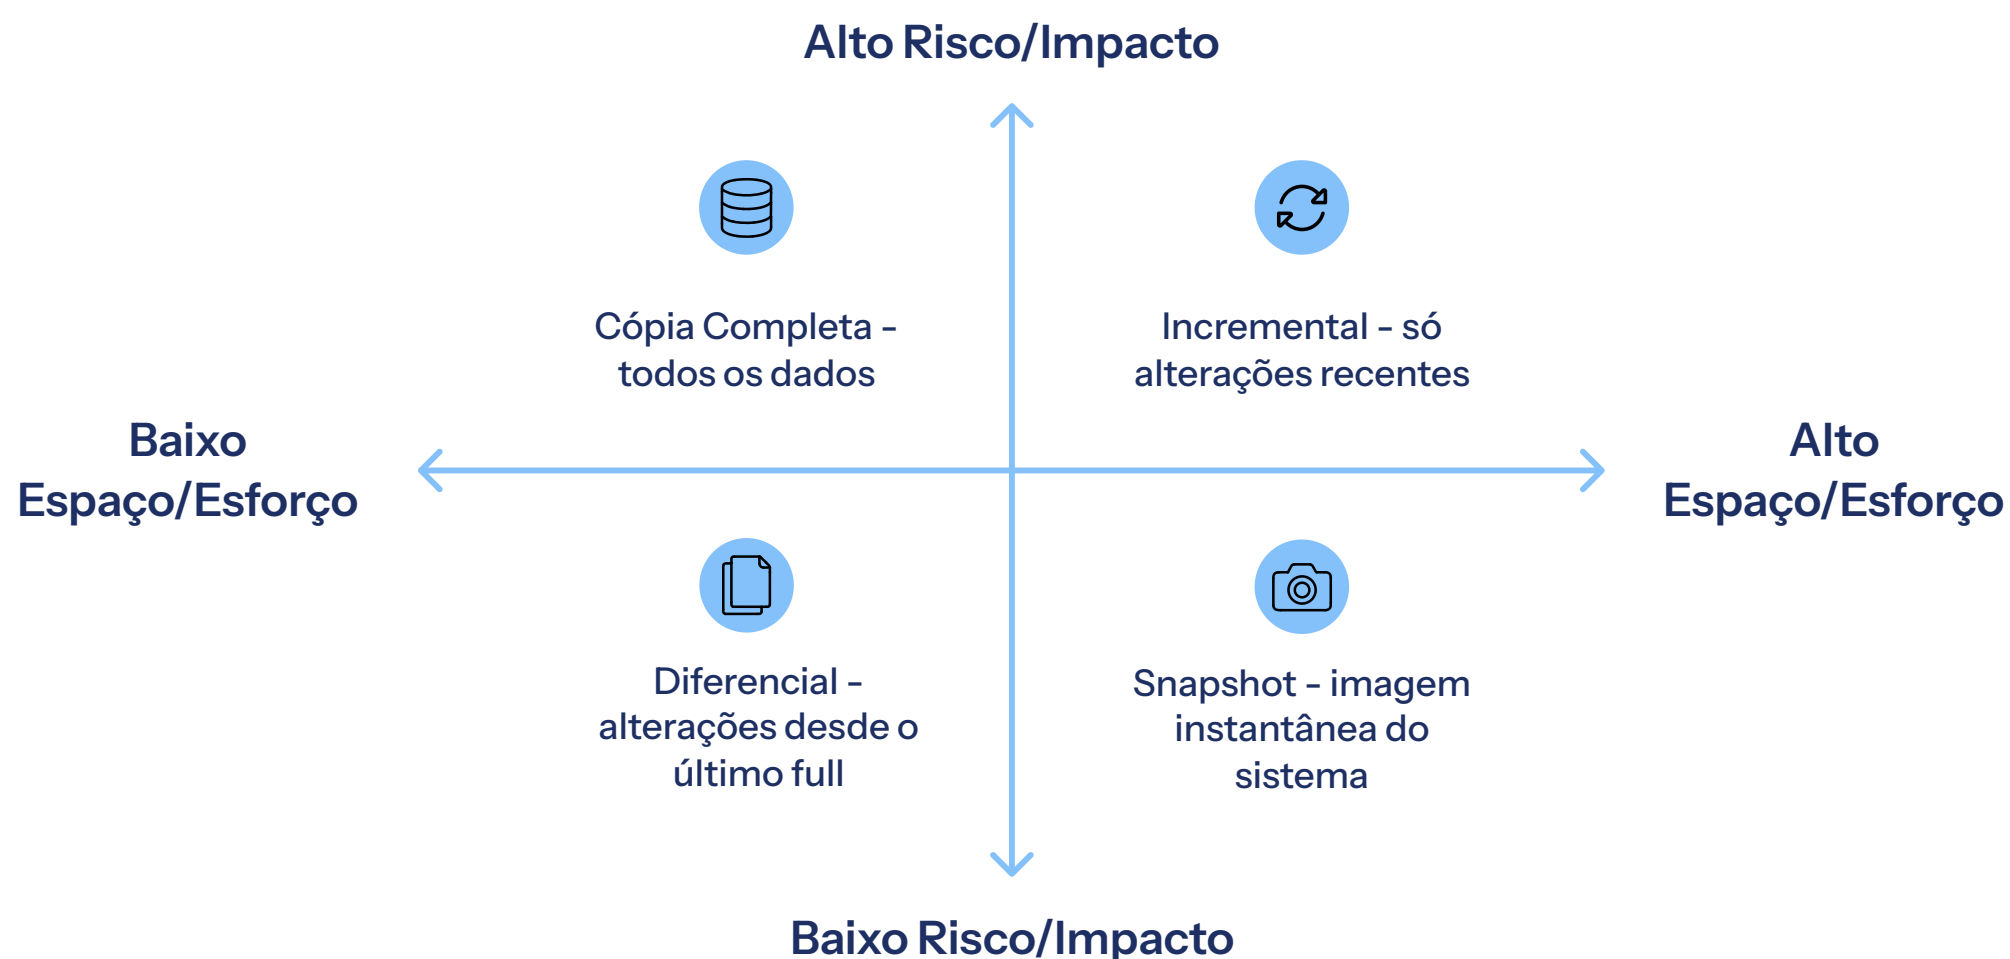 Alto Risco/Impacto
Cópia Completa -
todos os dados
Incremental - só
alterações recentes
Baixo
Espaço/Esforço
Alto
Espaço/Esforço
Diferencial -
alterações desde o
último full
Snapshot - imagem
instantânea do
sistema
Baixo Risco/Impacto